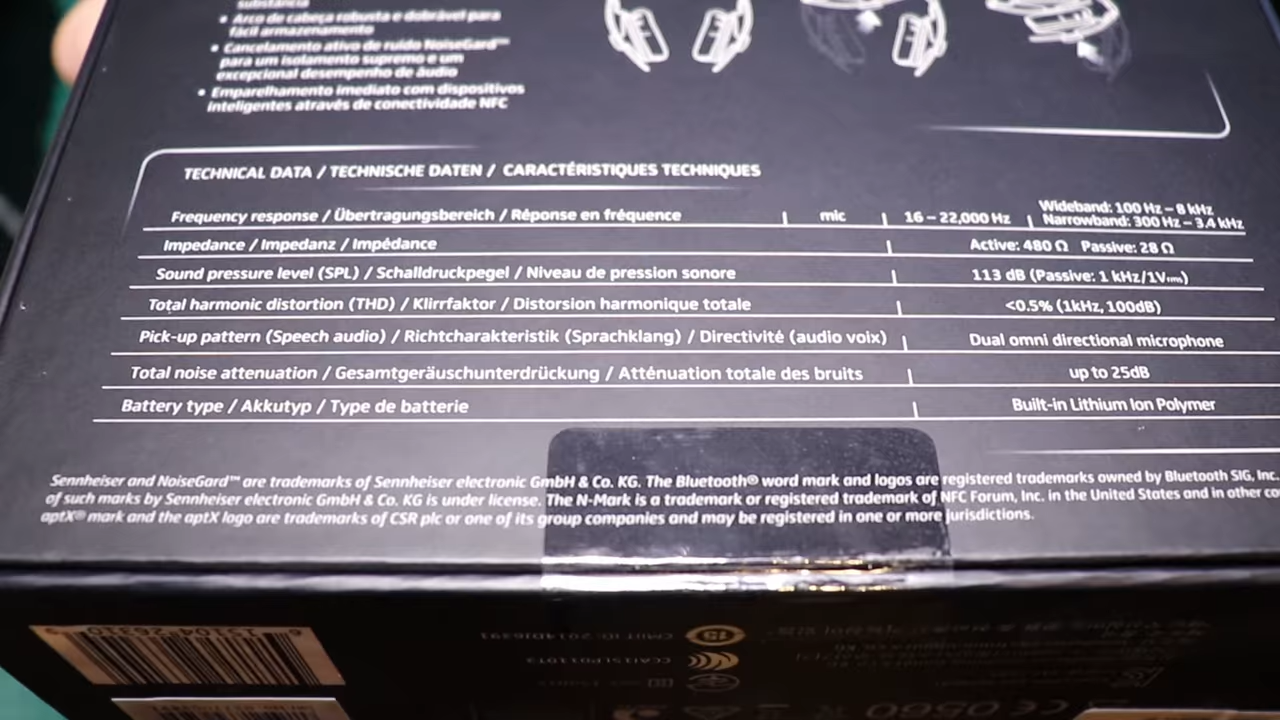 substância
• Arco de cabeça robusta e dobrável para
fácil armazenamento
• Cancelamento ativo de ruído NoiseGard™
para um isolamento supremo e um
excepcional desempenho de áudio
• Emparelhamento imediato com dispositivos
inteligentes através de conectividade NFC
TECHNICAL DATA / TECHNISCHE DATEN / CARACTÉRISTIQUES TECHNIQUES
Frequency response / Übertragungsbereich / Réponse en fréquence | mic | 16 – 22,000 Hz | Wideband: 100 Hz – 8 kHz
Narrowband: 300 Hz – 3.4 kHz
Impedance / Impedanz / Impédance | Active: 480 Ω Passive: 28 Ω
Sound pressure level (SPL) / Schalldruckpegel / Niveau de pression sonore | 113 dB (Passive: 1 kHz/1Vrms)
Total harmonic distortion (THD) / Klirrfaktor / Distorsion harmonique totale | <0.5% (1kHz, 100dB)
Pick-up pattern (Speech audio) / Richtcharakteristik (Sprachklang) / Directivité (audio voix) | Dual omni directional microphone
Total noise attenuation / Gesamtgeräuschunterdrückung / Atténuation totale des bruits | up to 25dB
Battery type / Akkutyp / Type de batterie | Built-in Lithium Ion Polymer
Sennheiser and NoiseGard™ are trademarks of Sennheiser electronic GmbH & Co. KG. The Bluetooth® word mark and logos are registered trademarks owned by Bluetooth SIG, Inc.
of such marks by Sennheiser electronic GmbH & Co. KG is under license. The N-Mark is a trademark or registered trademark of NFC Forum, Inc. in the United States and in other
aptX® mark and the aptX logo are trademarks of CSR plc or one of its group companies and may be registered in one or more jurisdictions.
6 15104 26310 9
15
CMIIT ID: 2014DJ6391
CE 0560